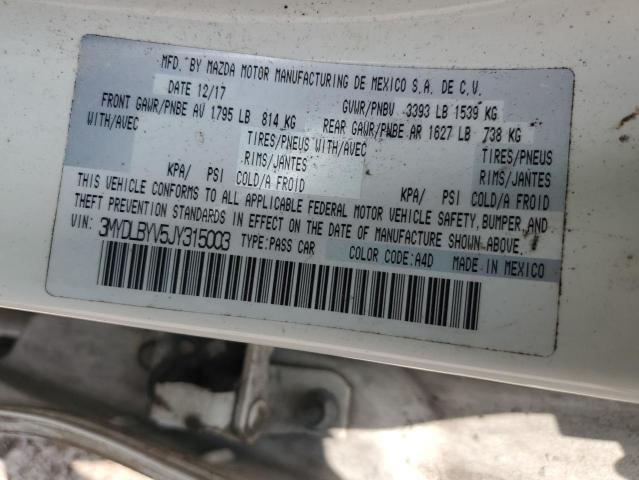 MFD. BY MAZDA MOTOR MANUFACTURING DE MEXICO S.A. DE C.V.
DATE 12/17 GVWR/PNBV 3393 LB 1539 KG
FRONT GAWR/PNBE AV 1795 LB 814 KG REAR GAWR/PNBE AR 1627 LB 738 KG
WITH/AVEC TIRES/PNEUS WITH/AVEC TIRES/PNEUS
RIMS/JANTES RIMS/JANTES
KPA/ PSI COLD/A FROID KPA/ PSI COLD/A FROID
THIS VEHICLE CONFORMS TO ALL APPLICABLE FEDERAL MOTOR VEHICLE SAFETY, BUMPER, AND
THEFT PREVENTION STANDARDS IN EFFECT ON THE DATE OF MANUFACTURE SHOWN ABOVE.
VIN: 3MYDLBYV5JY315003 TYPE:PASS CAR COLOR CODE:A4D MADE IN MEXICO